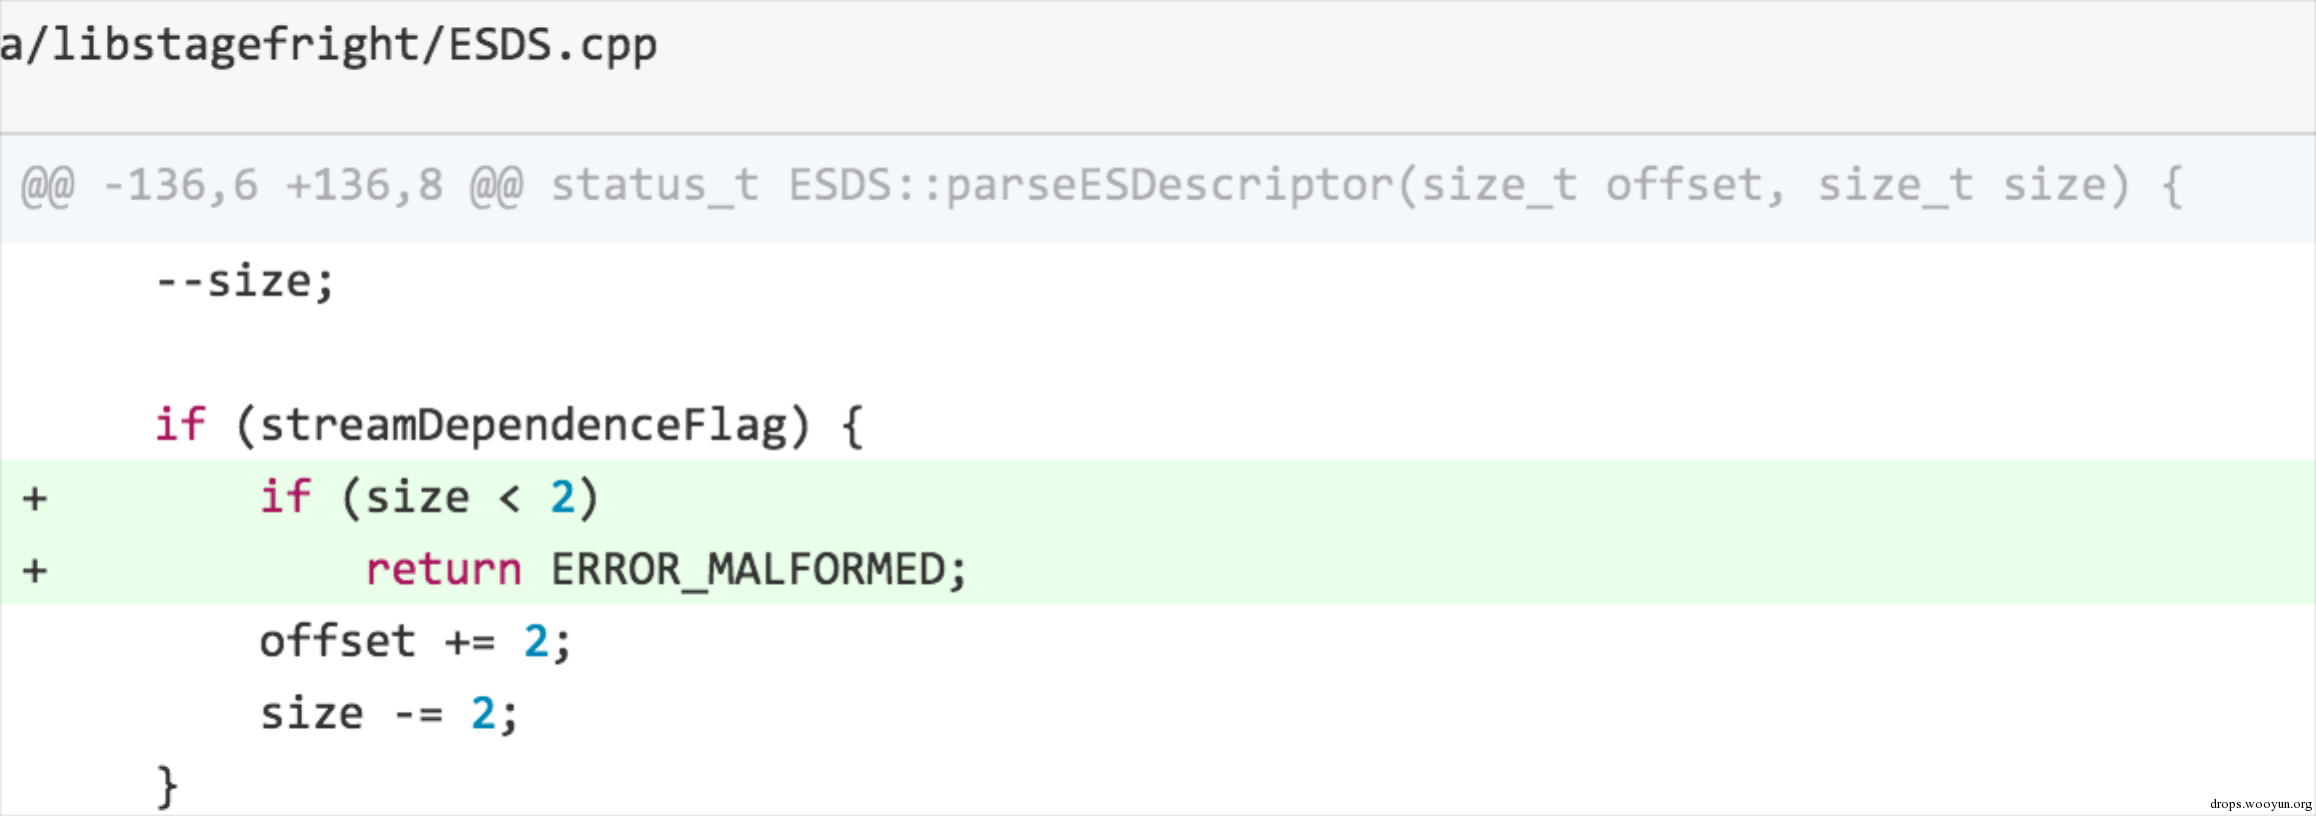 a/libstagefright/ESDS.cpp
@@ -136,6 +136,8 @@ status_t ESDS::parseESDescriptor(size_t offset, size_t size) {
--size;
if (streamDependenceFlag) {
+ if (size < 2)
+ return ERROR_MALFORMED;
offset += 2;
size -= 2;
}
drops.wooyun.org